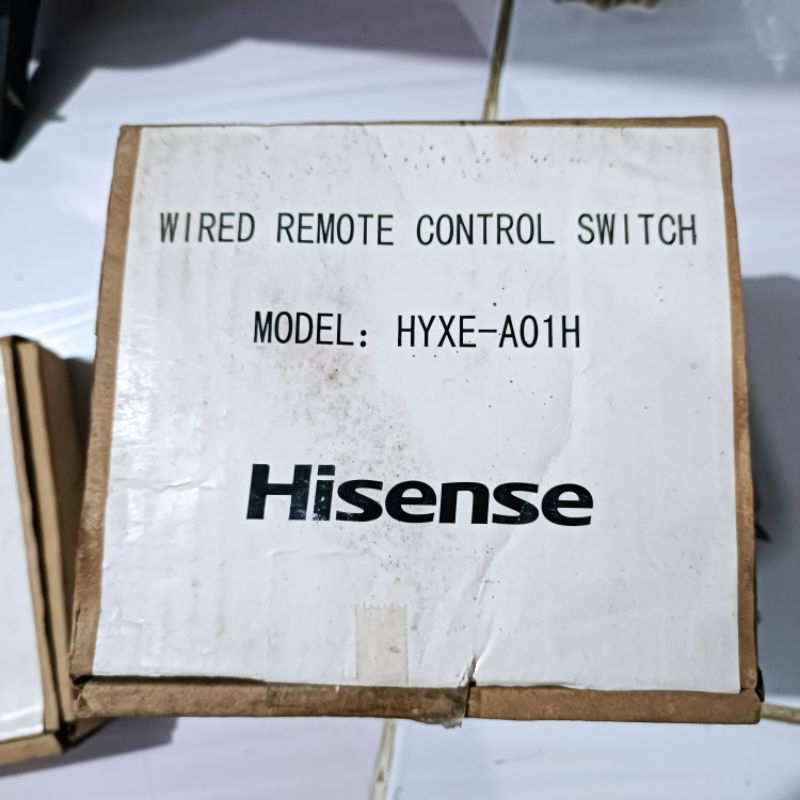 WIRED REMOTE CONTROL SWITCH
MODEL: HYXE-A01H
Hisense